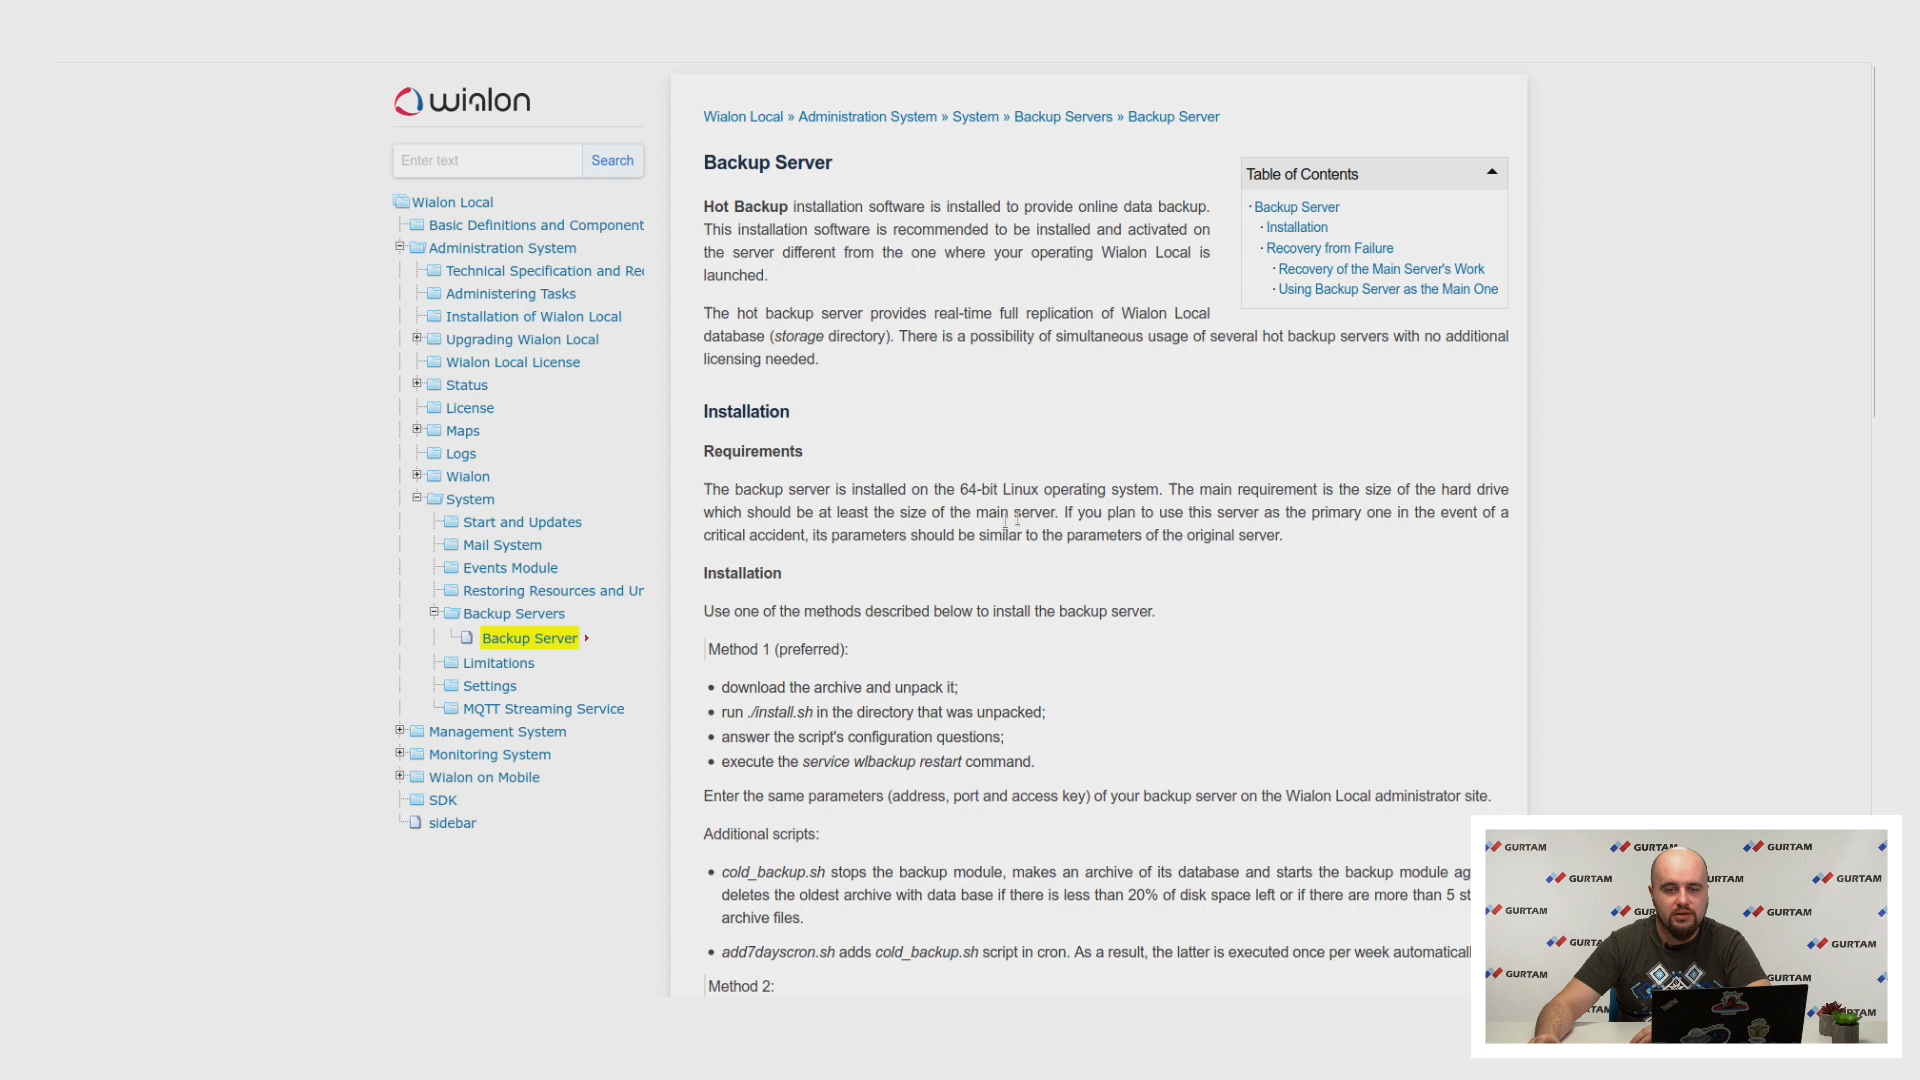 wialon
Enter text
Search
Wialon Local
Basic Definitions and Component
Administration System
Technical Specification and Rec
Administering Tasks
Installation of Wialon Local
Upgrading Wialon Local
Wialon Local License
Status
License
Maps
Logs
Wialon
System
Start and Updates
Mail System
Events Module
Restoring Resources and Ur
Backup Servers
Backup Server
Limitations
Settings
MQTT Streaming Service
Management System
Monitoring System
Wialon on Mobile
SDK
sidebar
Wialon Local » Administration System » System » Backup Servers » Backup Server
Backup Server
Table of Contents
· Backup Server
· Installation
· Recovery from Failure
· Recovery of the Main Server's Work
· Using Backup Server as the Main One
Hot Backup installation software is installed to provide online data backup.
This installation software is recommended to be installed and activated on
the server different from the one where your operating Wialon Local is
launched.
The hot backup server provides real-time full replication of Wialon Local
database (storage directory). There is a possibility of simultaneous usage of several hot backup servers with no additional
licensing needed.
Installation
Requirements
The backup server is installed on the 64-bit Linux operating system. The main requirement is the size of the hard drive
which should be at least the size of the main server. If you plan to use this server as the primary one in the event of a
critical accident, its parameters should be similar to the parameters of the original server.
Installation
Use one of the methods described below to install the backup server.
Method 1 (preferred):
• download the archive and unpack it;
• run ./install.sh in the directory that was unpacked;
• answer the script's configuration questions;
• execute the service wlbackup restart command.
Enter the same parameters (address, port and access key) of your backup server on the Wialon Local administrator site.
Additional scripts:
• cold_backup.sh stops the backup module, makes an archive of its database and starts the backup module ag
deletes the oldest archive with data base if there is less than 20% of disk space left or if there are more than 5 st
archive files.
• add7dayscron.sh adds cold_backup.sh script in cron. As a result, the latter is executed once per week automaticall
Method 2:
GURTAM GURTAM GURTAM
GURTAM URTAM GURTAM
GURTAM GUR GURTAM
GURTA GURTAM
GURTAM GURTAM
TAM TAM